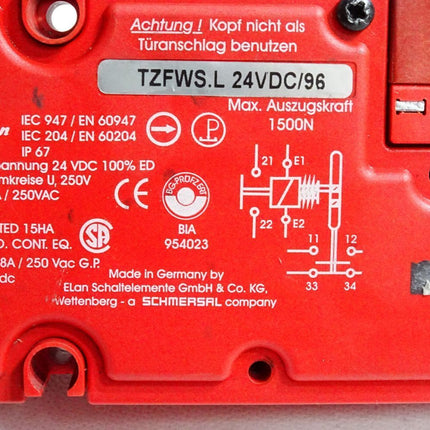 Achtung ! Kopf nicht als
Türanschlag benutzen
TZFWS.L 24VDC/96
Max. Auszugskraft
1500N
IEC 947 / EN 60947
IEC 204 / EN 60204
IP 67
24 VDC 100% ED
U, 250V
/ 250VAC
CE
BG-PRÜFZERT
BIA
954023
21 E1
22 E2
11 12
33 34
15HA
CONT. EQ.
SA
8A / 250 Vac G.P.
dc
Made in Germany by
ELan Schaltelemente GmbH & Co. KG,
Wettenberg - a SCHMERSAL company